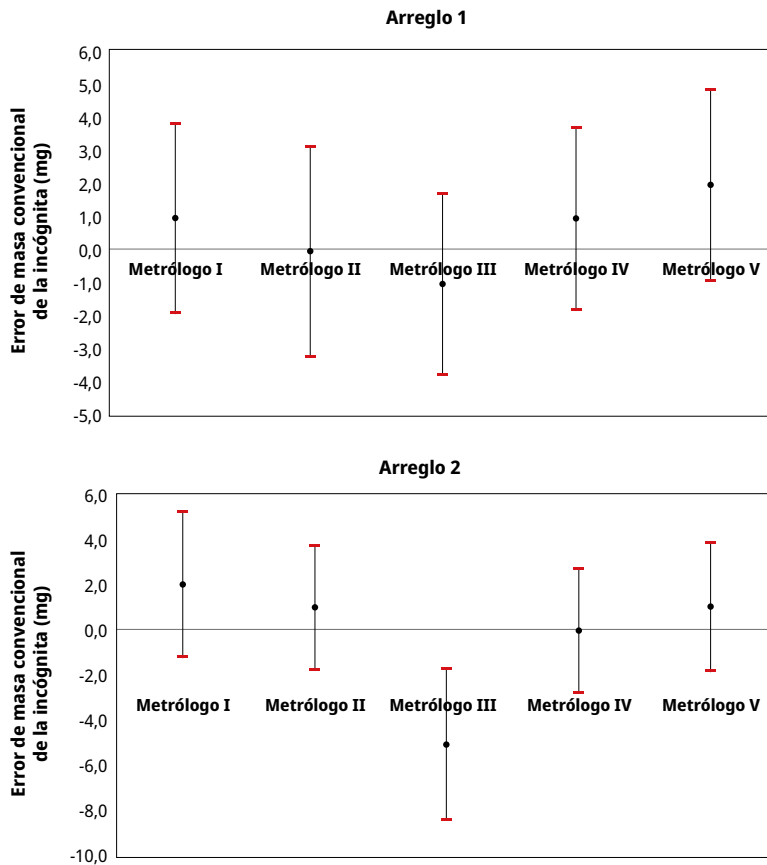 Arreglo 1
Error de masa convencional
de la incógnita (mg)
6,0
5,0
4,0
3,0
2,0
1,0
0,0
-1,0
-2,0
-3,0
-4,0
-5,0
Metrólogo I
Metrólogo II
Metrólogo III
Metrólogo IV
Metrólogo V
Arreglo 2
Error de masa convencional
de la incógnita (mg)
6,0
4,0
2,0
0,0
-2,0
-4,0
-6,0
-8,0
-10,0
Metrólogo I
Metrólogo II
Metrólogo III
Metrólogo IV
Metrólogo V